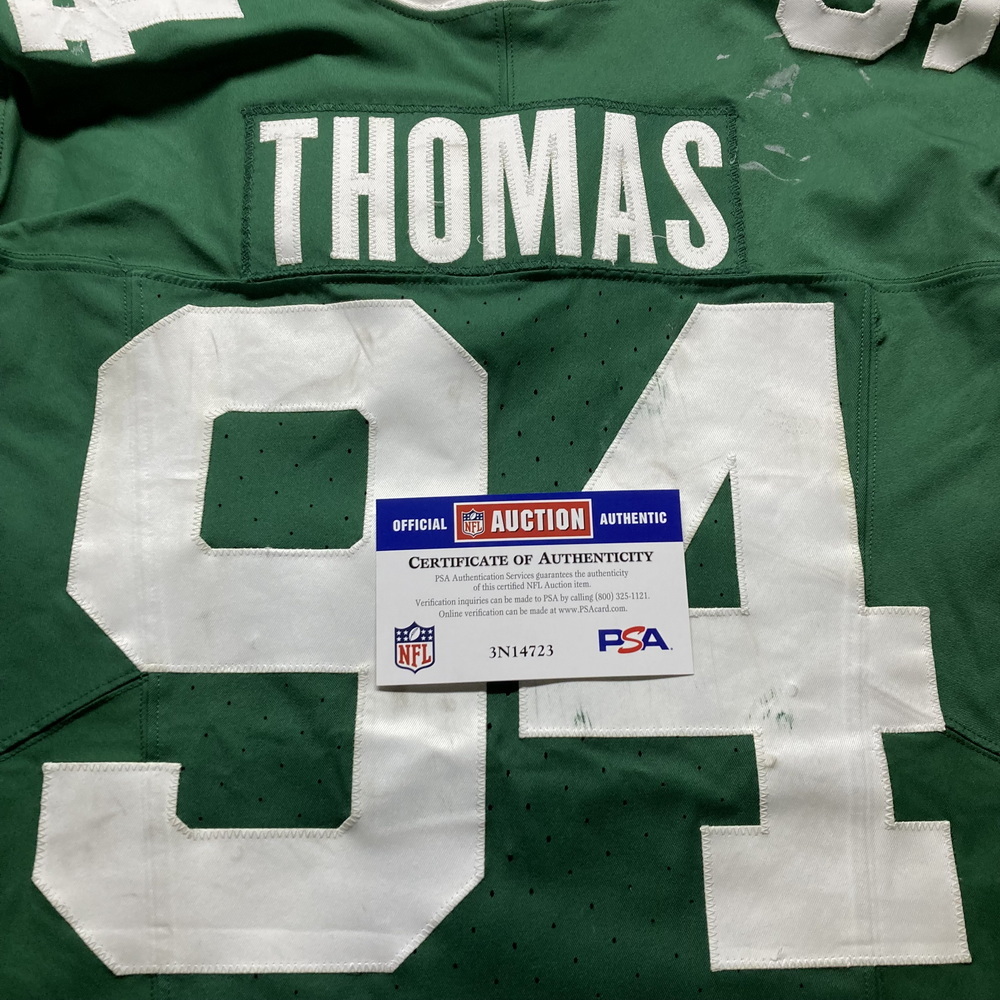 THOMAS
94
OFFICIAL NFL AUCTION AUTHENTIC
CERTIFICATE OF AUTHENTICITY
PSA Authentication Services guarantees the authenticity
of this certified NFL Auction item.
Verification inquiries can be made to PSA by calling (800) 325-1121.
Online verification can be made at www.PSAcard.com.
NFL 3N14723 PSA